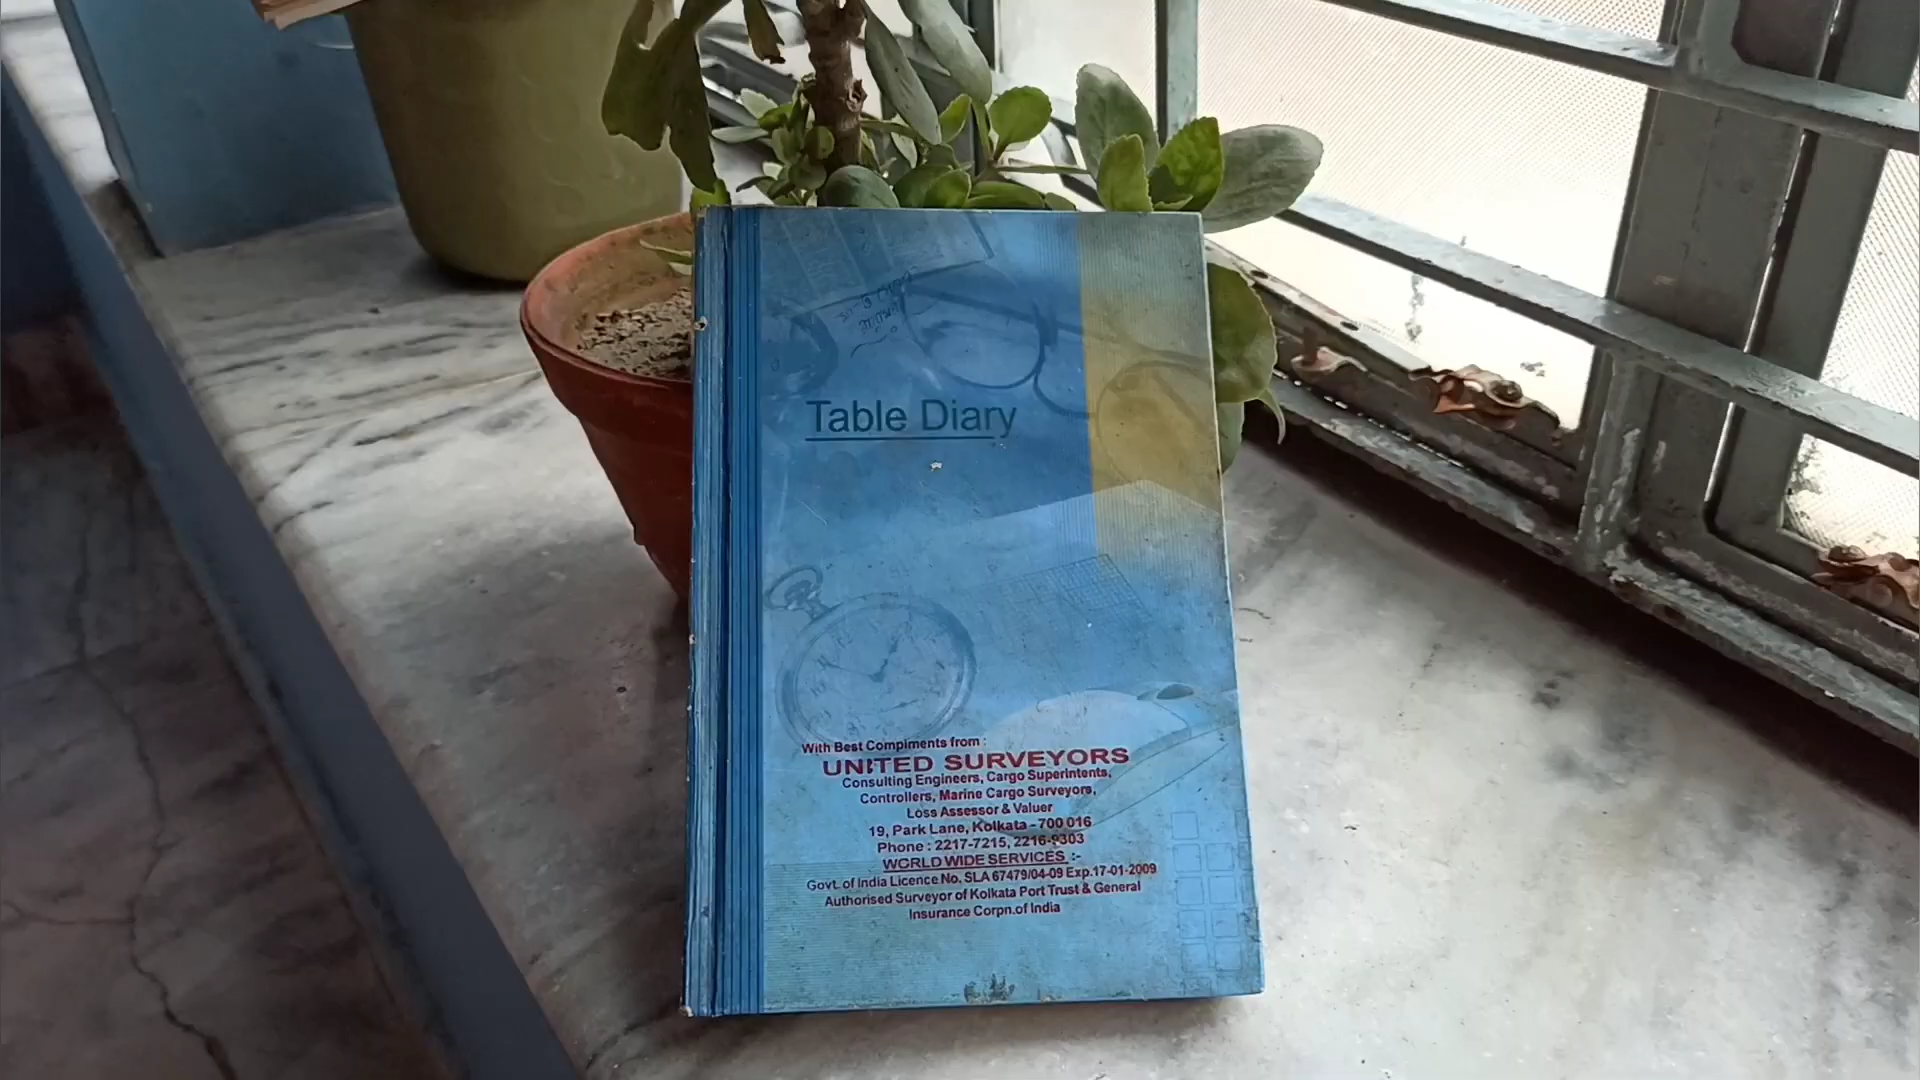 Table Diary
With Best Compiments from :
UNITED SURVEYORS
Consulting Engineers, Cargo Superintents,
Controllers, Marine Cargo Surveyors,
Loss Assessor & Valuer
19, Park Lane, Kolkata - 700 016
Phone : 2217-7215, 2216-9303
WORLD WIDE SERVICES :-
Govt. of India Licence No. SLA 67479/04-09 Exp.17-01-2009
Authorised Surveyor of Kolkata Port Trust & General
Insurance Corpn.of India